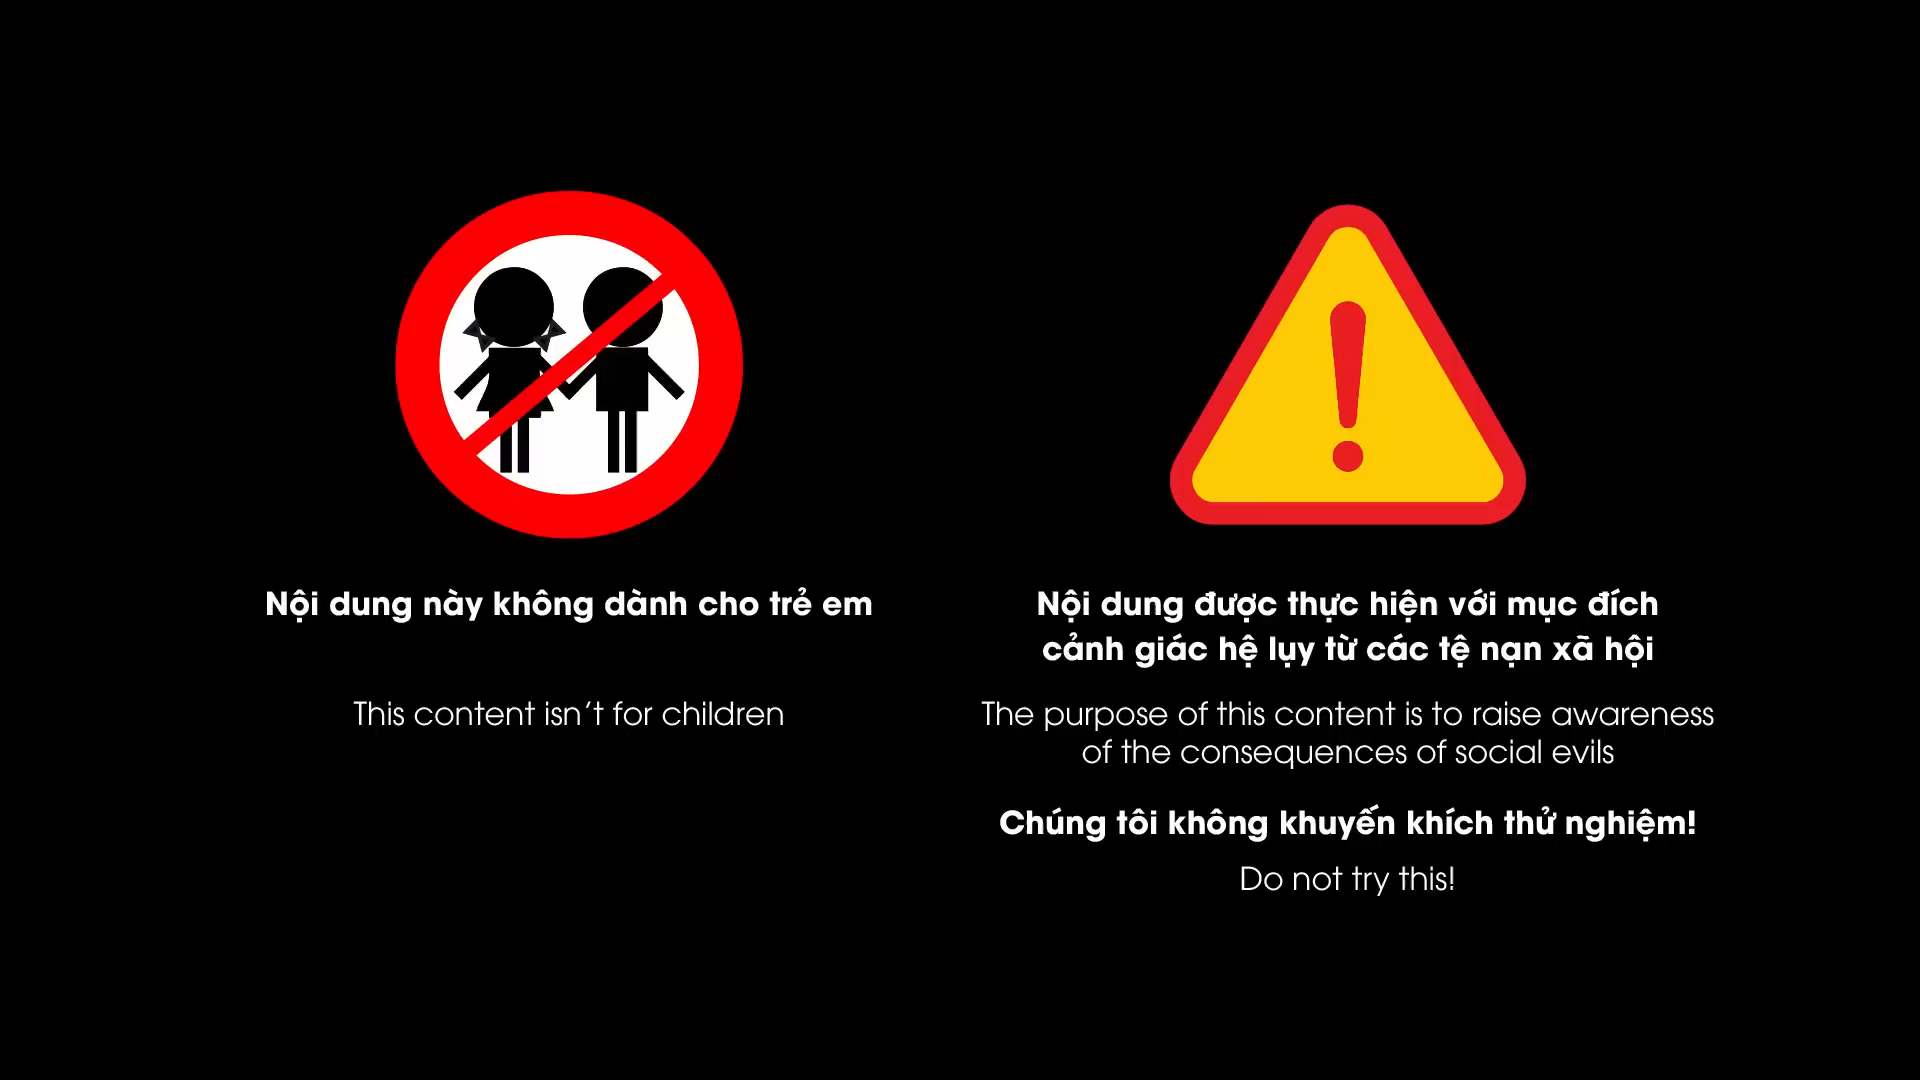 Nội dung này không dành cho trẻ em
This content isn't for children
Nội dung được thực hiện với mục đích
cảnh giác hệ lụy từ các tệ nạn xã hội
The purpose of this content is to raise awareness
of the consequences of social evils
Chúng tôi không khuyến khích thử nghiệm!
Do not try this!